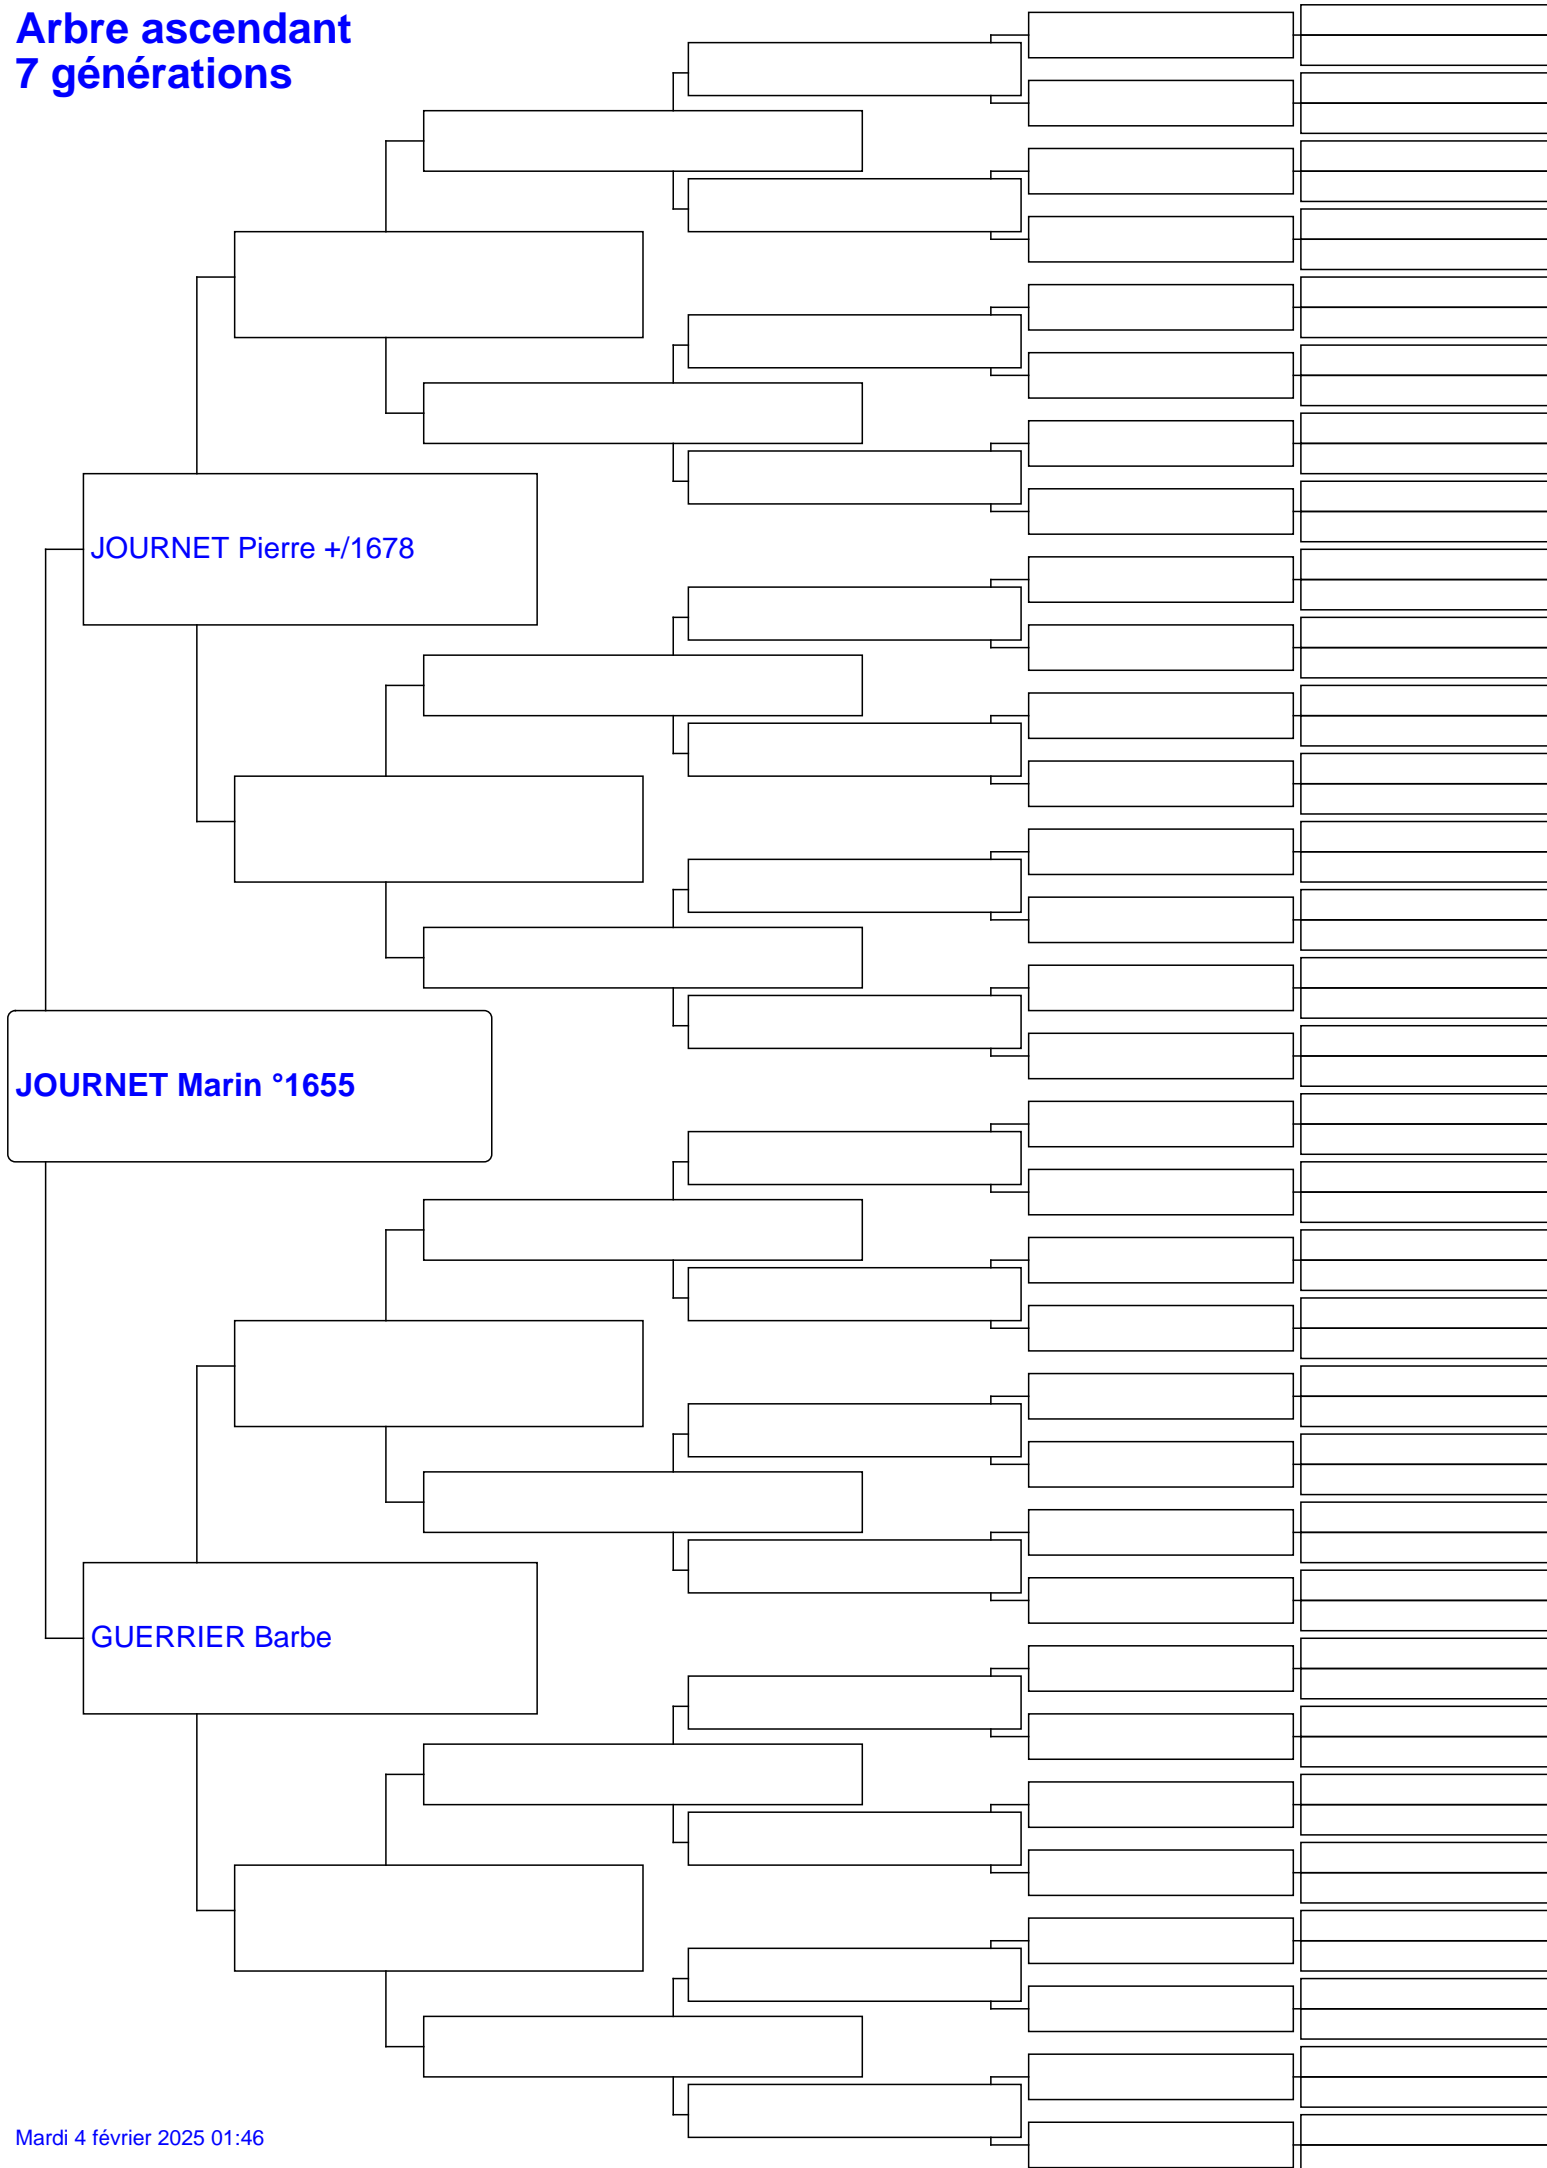 Arbre ascendant
7 générations
JOURNET Pierre +/1678
JOURNET Marin °1655
GUERRIER Barbe
Mardi 4 février 2025 01:46